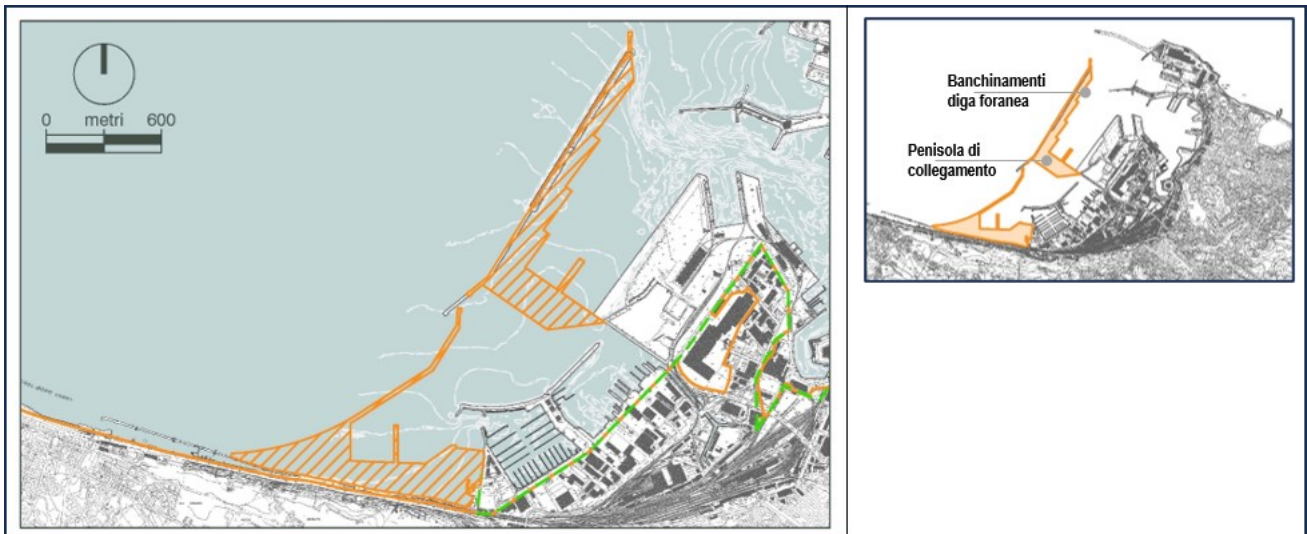 0 metri 600
Banchinamenti
diga foranea
Penisola di
collegamento